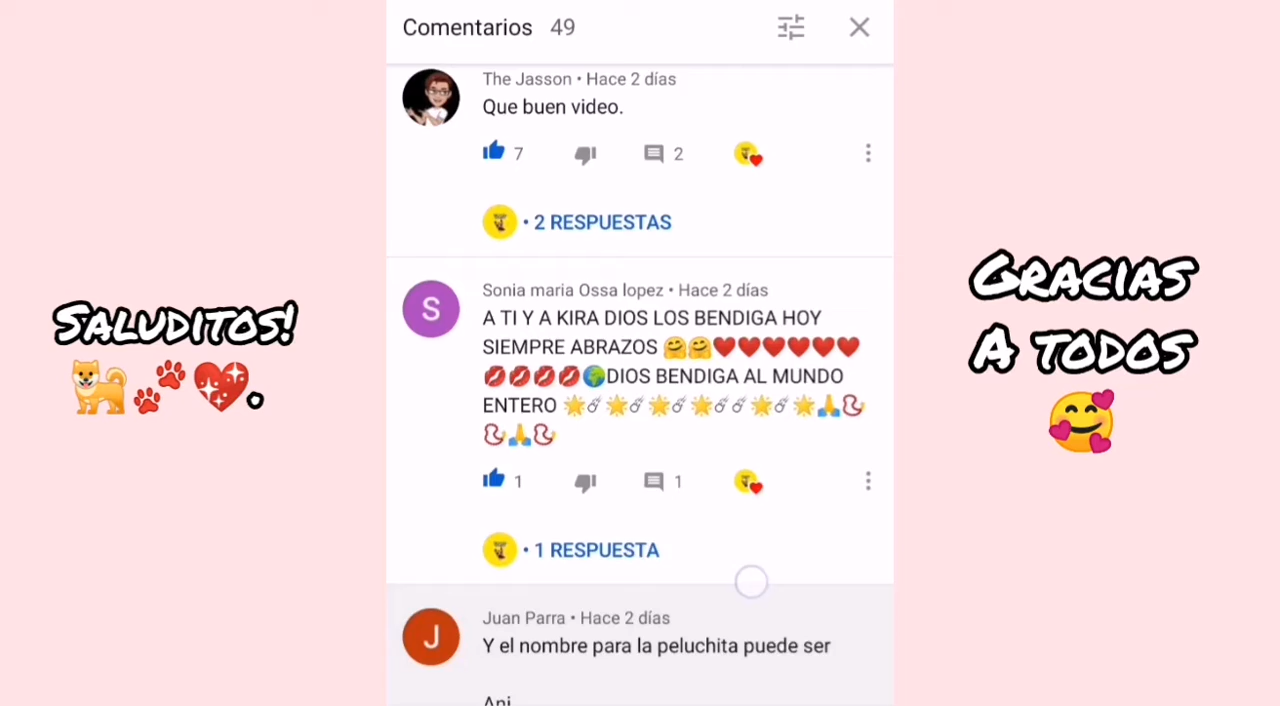 Comentarios 49
The Jasson • Hace 2 días
Que buen video.
7 2
• 2 RESPUESTAS
Saluditos!
🐕🐾💖.
Gracias
a todos
🥰
S
Sonia maria Ossa lopez • Hace 2 días
A TI Y A KIRA DIOS LOS BENDIGA HOY
SIEMPRE ABRAZOS 🤗🤗❤️❤️❤️❤️❤️❤️
💋💋💋💋🌍DIOS BENDIGA AL MUNDO
ENTERO 🌟☄️🌟☄️🌟☄️🌟☄️☄️🌟☄️🌟🙏📿
📿🙏📿
1 1
• 1 RESPUESTA
J
Juan Parra • Hace 2 días
Y el nombre para la peluchita puede ser
Ani